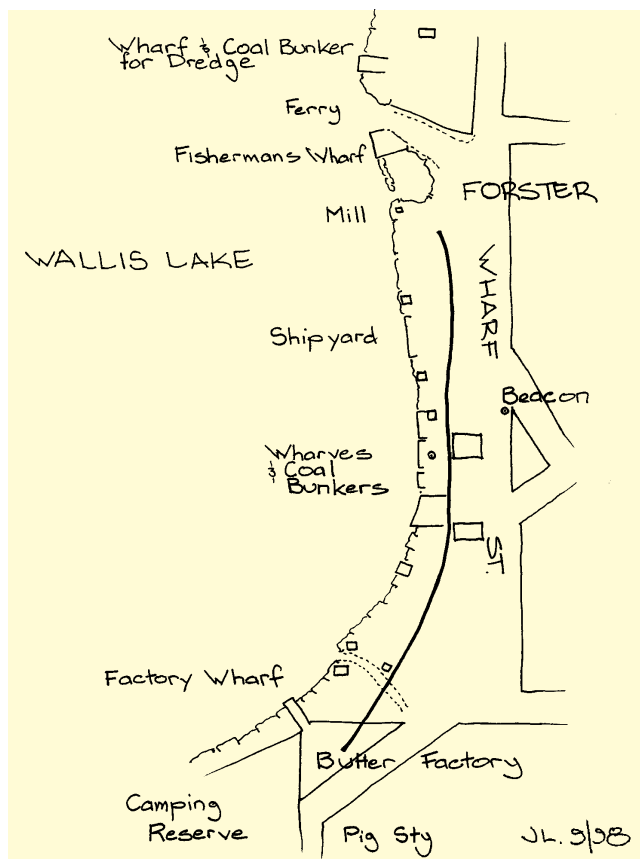 Wharf & Coal Bunker
for Dredge
Ferry
Fishermans Wharf
FORSTER
Mill
WALLIS LAKE
WHARF
Shipyard
Beacon
Wharves
& Coal
Bunkers
ST.
Factory Wharf
Butter Factory
Camping
Reserve
Pig Sty
JL. 9/98